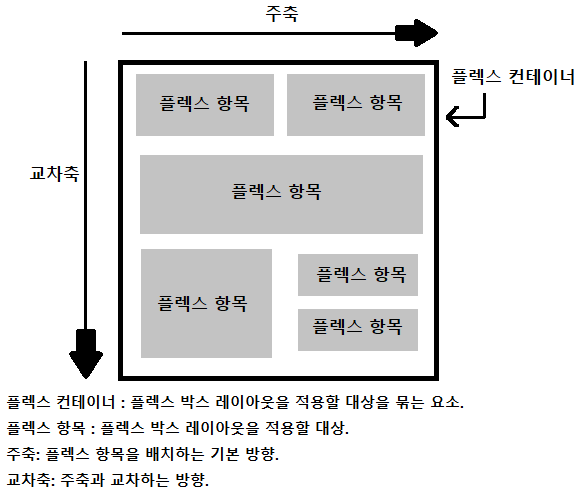 주축
플렉스 컨테이너
플렉스 항목
플렉스 항목
교차축
플렉스 항목
플렉스 항목
플렉스 항목
플렉스 항목
플렉스 컨테이너 : 플렉스 박스 레이아웃을 적용할 대상을 묶는 요소.
플렉스 항목 : 플렉스 박스 레이아웃을 적용할 대상.
주축: 플렉스 항목을 배치하는 기본 방향.
교차축: 주축과 교차하는 방향.